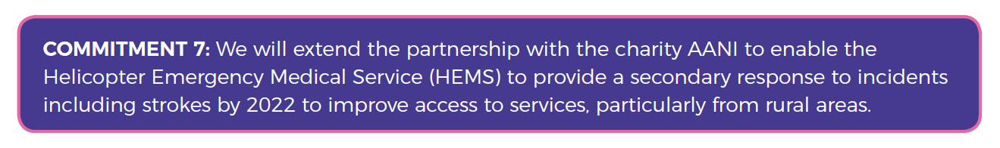 COMMITMENT 7: We will extend the partnership with the charity AANI to enable the
Helicopter Emergency Medical Service (HEMS) to provide a secondary response to incidents
including strokes by 2022 to improve access to services, particularly from rural areas.